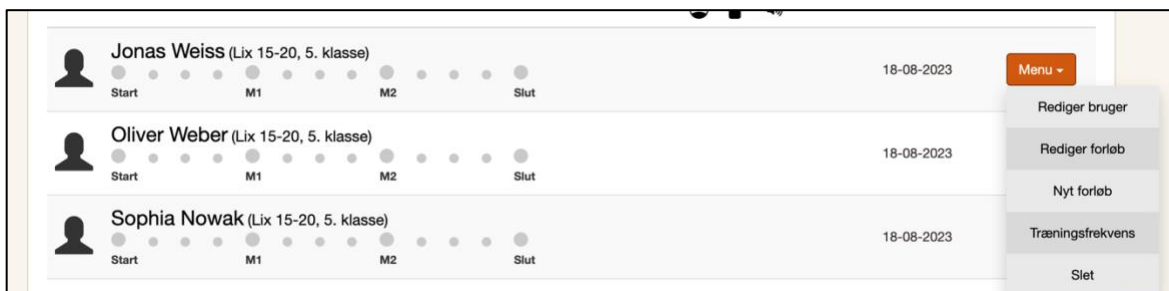 Jonas Weiss (Lix 15-20, 5. klasse)
18-08-2023
Menu
Start M1 M2 Slut
Rediger bruger
Oliver Weber (Lix 15-20, 5. klasse)
18-08-2023
Rediger forløb
Start M1 M2 Slut
Nyt forløb
Sophia Nowak (Lix 15-20, 5. klasse)
18-08-2023
Træningsfrekvens
Start M1 M2 Slut
Slet